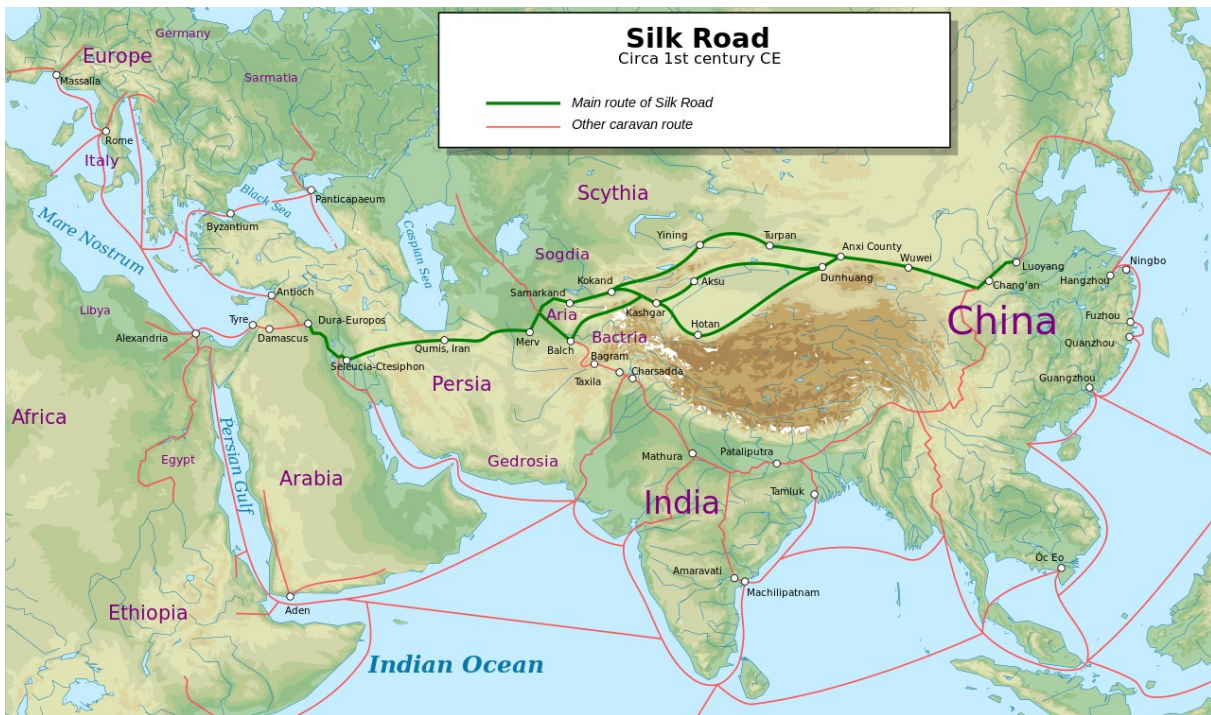 Silk Road
Circa 1st century CE
Main route of Silk Road
Other caravan route
Germany
Europe
Sarmatia
Massalia
Rome
Italy
Scythia
Black Sea
Panticapaeum
Mare Nostrum
Byzantium
Caspian Sea
Yining
Turpan
Anxi County
Sogdia
Wuwei
Luoyang
Ningbo
Kokand
Aksu
Dunhuang
Chang'an
Hangzhou
Antioch
Samarkand
Libya
Tyre
Dura-Europos
Aria
Kashgar
Fuzhou
China
Alexandria
Damascus
Merv
Bactria
Hotan
Quanzhou
Qumis, Iran
Balch
Seleucia-Ctesiphon
Bagram
Persia
Taxila
Charsadda
Guangzhou
Africa
Persian Gulf
Egypt
Gedrosia
Mathura
Pataliputra
Arabia
India
Tamluk
Óc Eo
Amaravati
Machilipatnam
Ethiopia
Aden
Indian Ocean